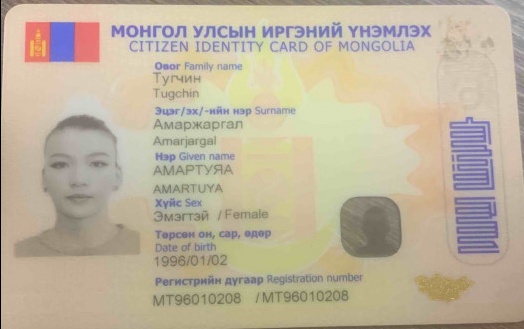 МОНГОЛ УЛСЫН ИРГЭНИЙ ҮНЭМЛЭХ
CITIZEN IDENTITY CARD OF MONGOLIA
Овог Family name
Тугчин
Tugchin
Эцэг/эх/-ийн нэр Surname
Амаржаргал
Amarjargal
Нэр Given name
АМАРТУЯА
AMARTUYA
Хүйс Sex
Эмэгтэй / Female
Төрсөн он, сар, өдөр
Date of birth
1996/01/02
Регистрийн дугаар Registration number
МТ96010208 /MT96010208